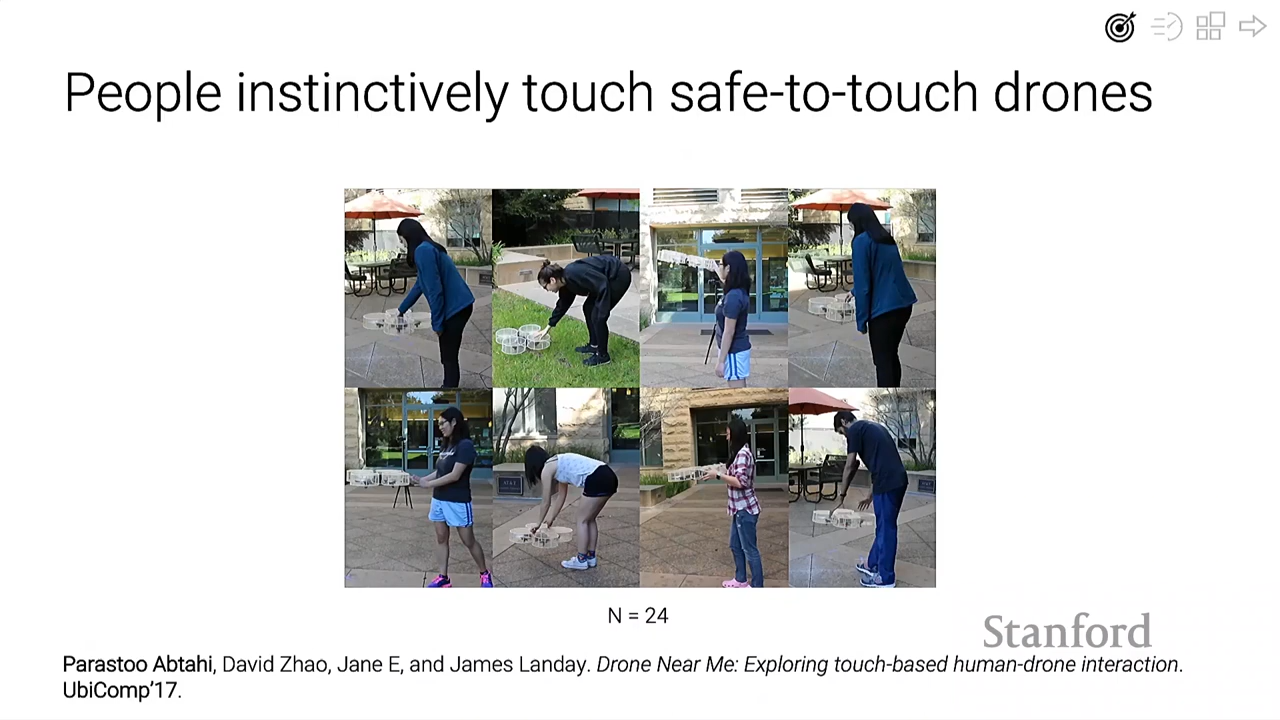 People instinctively touch safe-to-touch drones
N = 24
Stanford
Parastoo Abtahi, David Zhao, Jane E, and James Landay. Drone Near Me: Exploring touch-based human-drone interaction.
UbiComp'17.